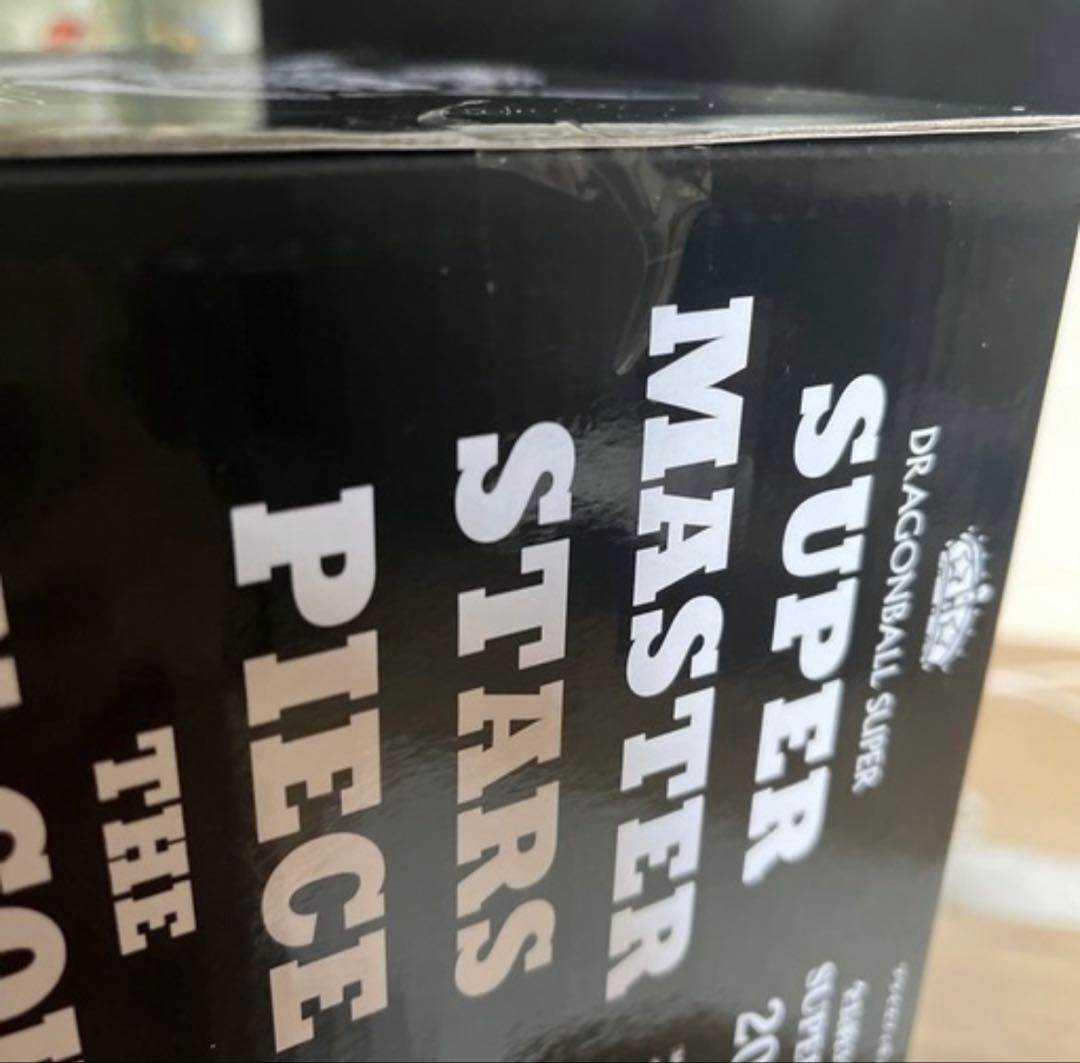 DRAGONBALL SUPER
SUPER
MASTER
STARS
PIECE
THE